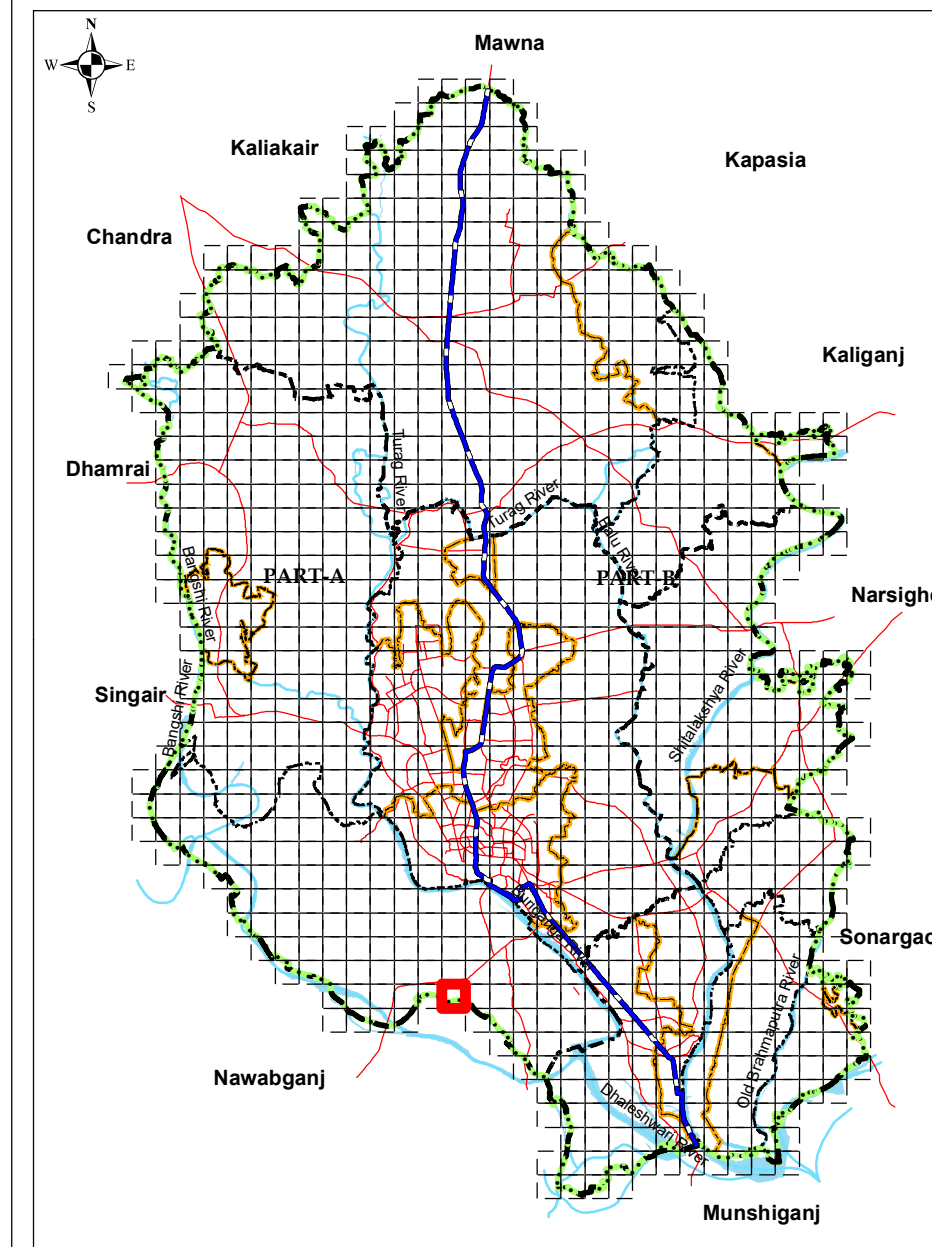 N
W E
S
Mawna
Kaliakair
Kapasia
Chandra
Kaliganj
Dhamrai
Turag River
Turag River
Balu River
Bangshi River
PART-A
PART-B
Narsighd
Singair
Bangshi River
Shitalakshya River
Buriganga River
Sonargao
Old Brahmaputra River
Nawabganj
Dhaleshwari River
Munshiganj